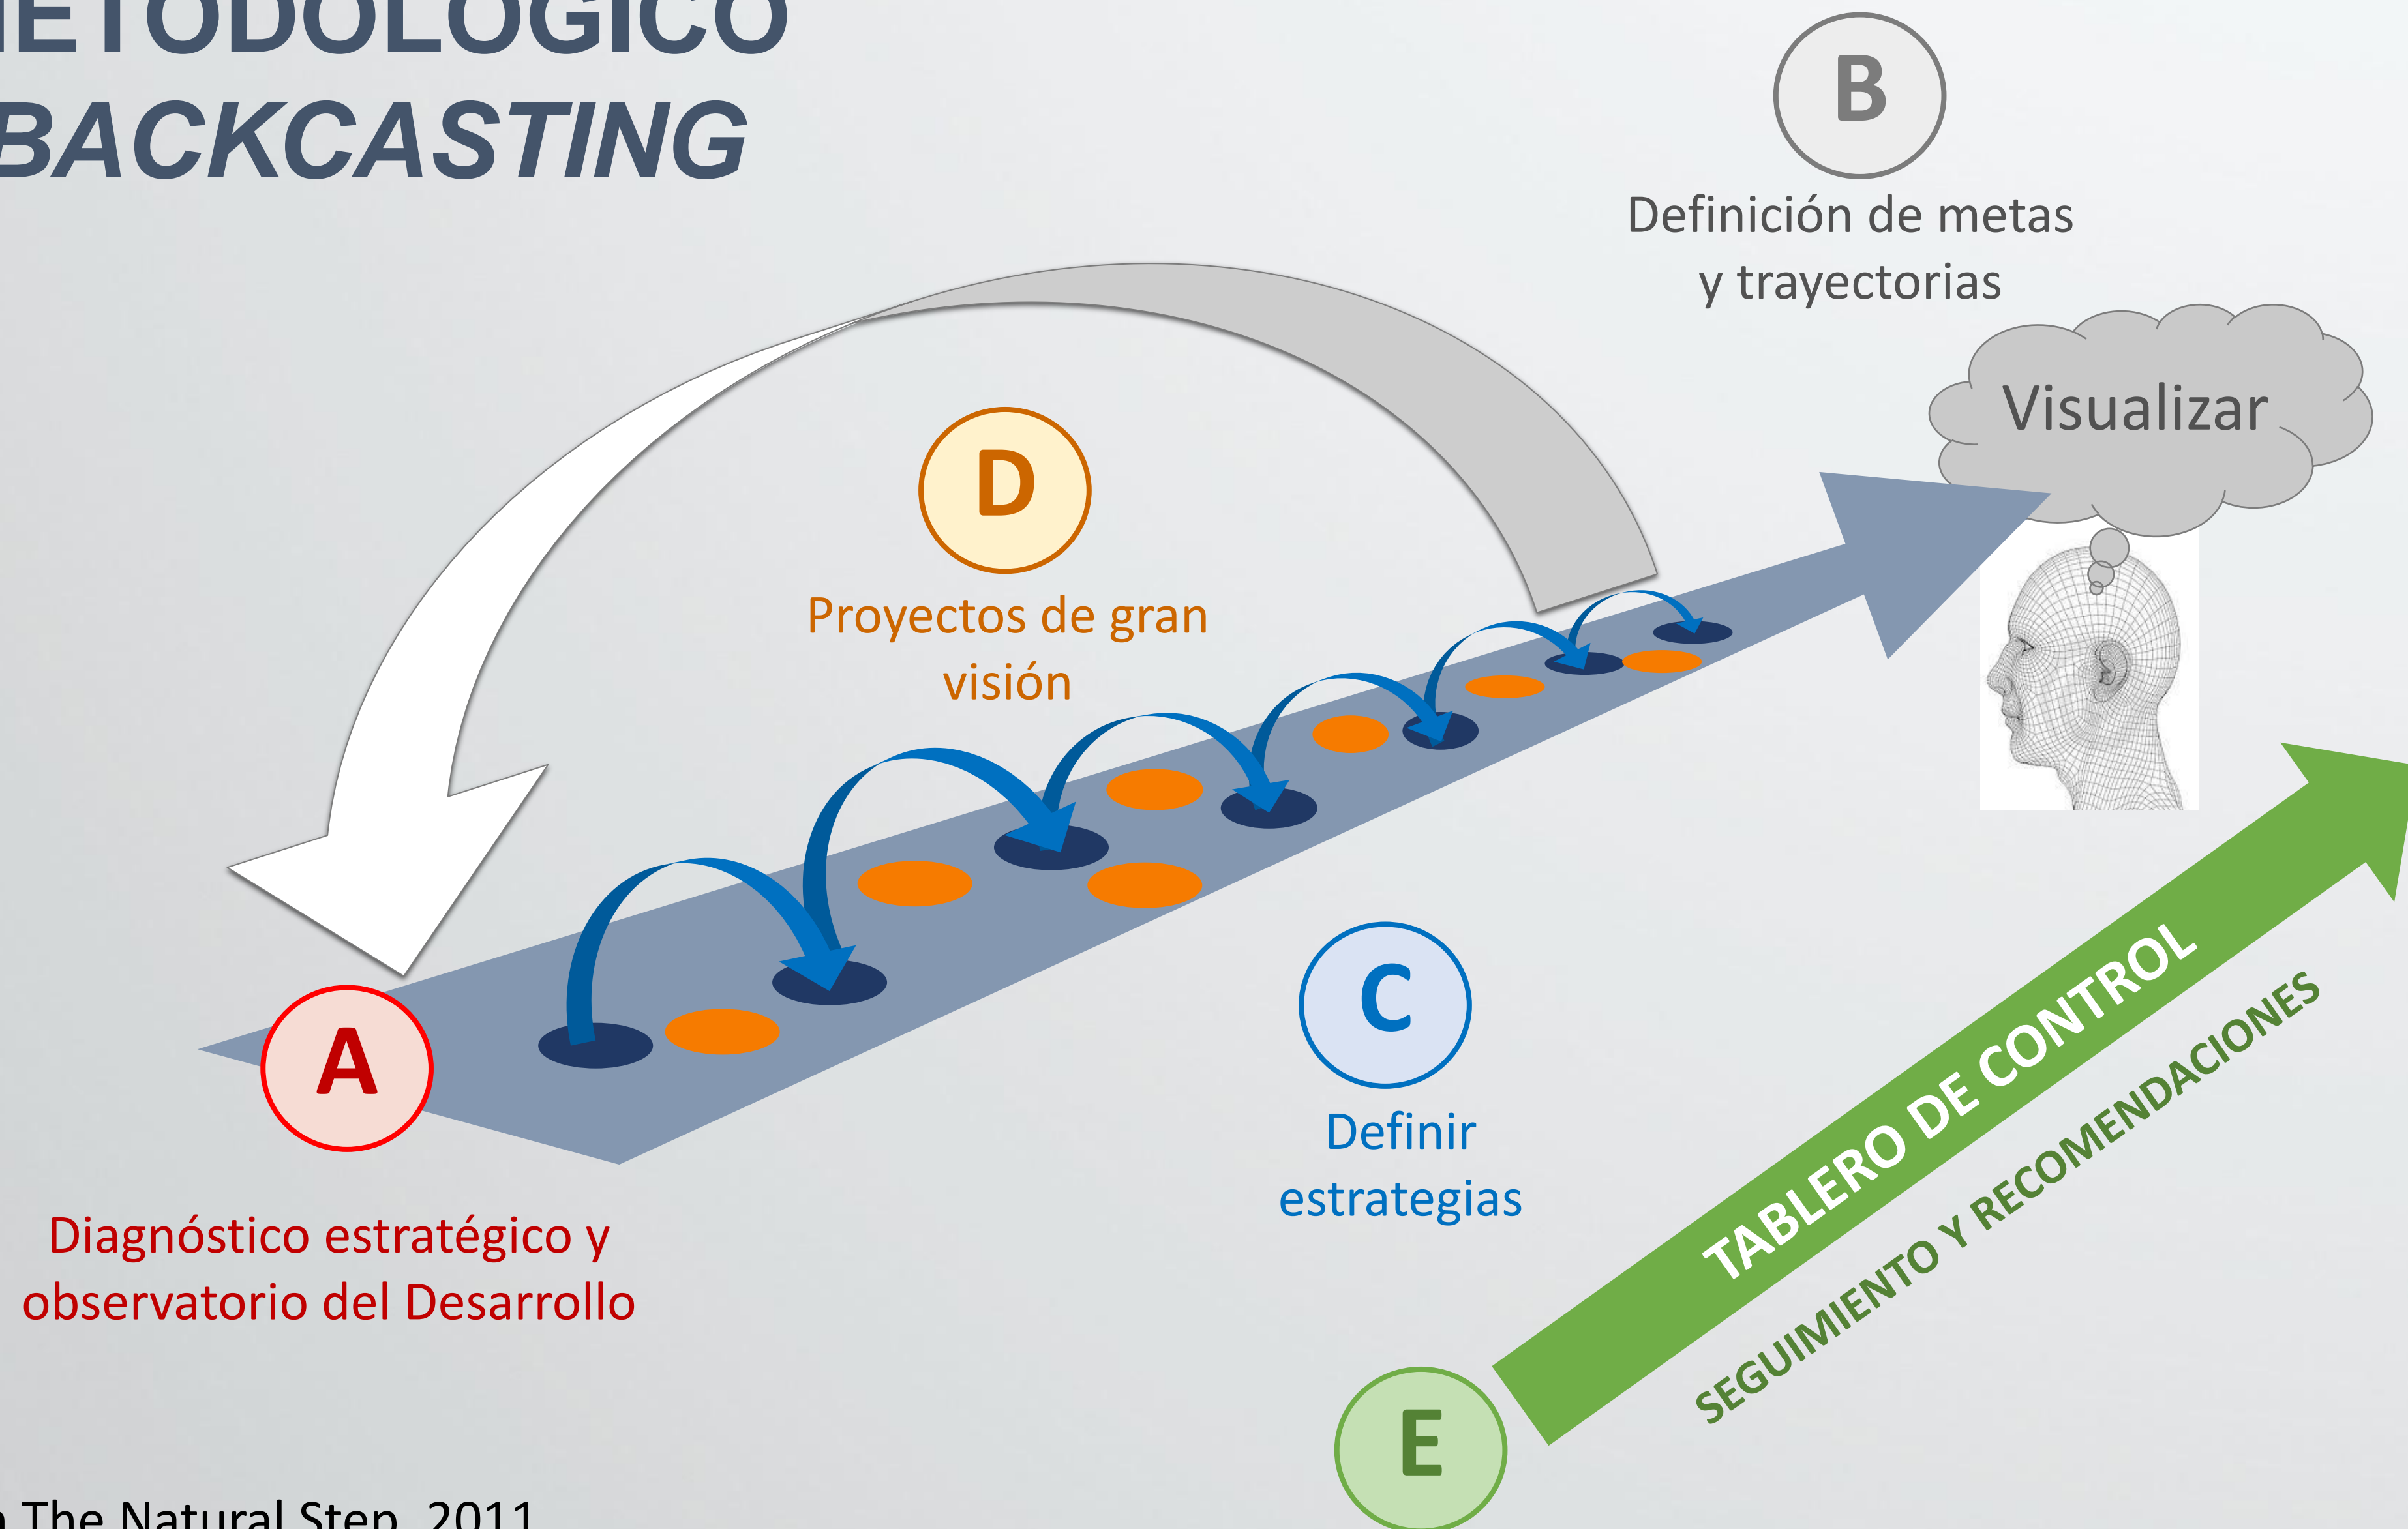 METODOLÓGICO
BACKCASTING
B
Definición de metas
y trayectorias
Visualizar
D
Proyectos de gran
visión
C
Definir
estrategias
A
Diagnóstico estratégico y
observatorio del Desarrollo
TABLERO DE CONTROL
SEGUIMIENTO Y RECOMENDACIONES
E
The Natural Step, 2011